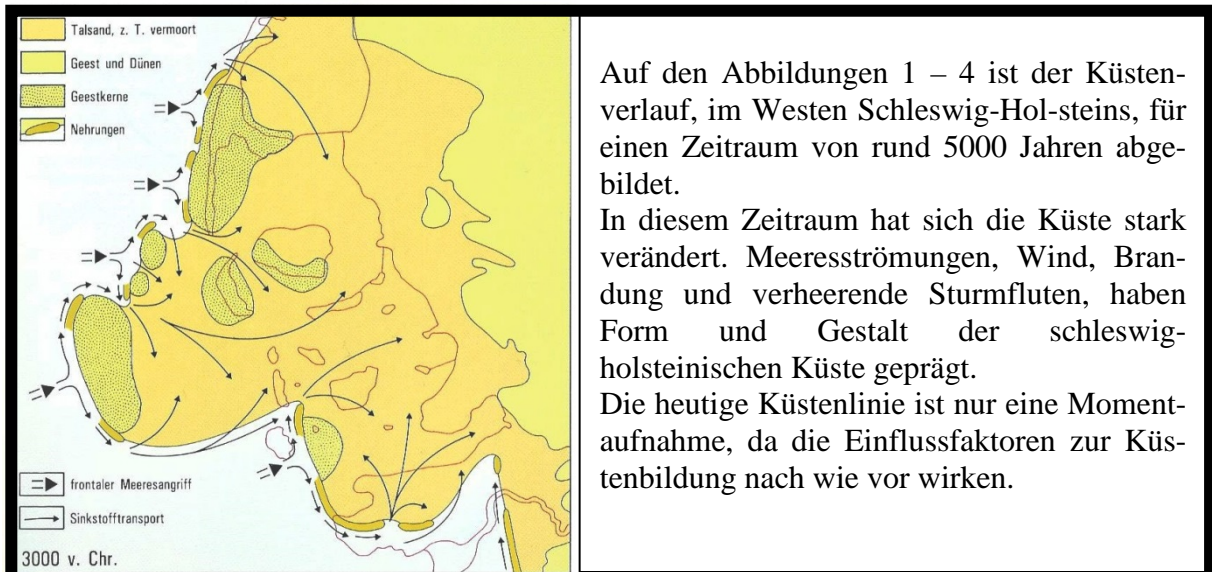 Talsand, z. T. vermoort
Geest und Dünen
Geestkerne
Nehrungen
frontaler Meeresangriff
Sinkstofftransport
3000 v. Chr.
Auf den Abbildungen 1 – 4 ist der Küsten-
verlauf, im Westen Schleswig-Hol-steins, für
einen Zeitraum von rund 5000 Jahren abge-
bildet.
In diesem Zeitraum hat sich die Küste stark
verändert. Meeresströmungen, Wind, Bran-
dung und verheerende Sturmfluten, haben
Form und Gestalt der schleswig-
holsteinischen Küste geprägt.
Die heutige Küstenlinie ist nur eine Moment-
aufnahme, da die Einflussfaktoren zur Küs-
tenbildung nach wie vor wirken.